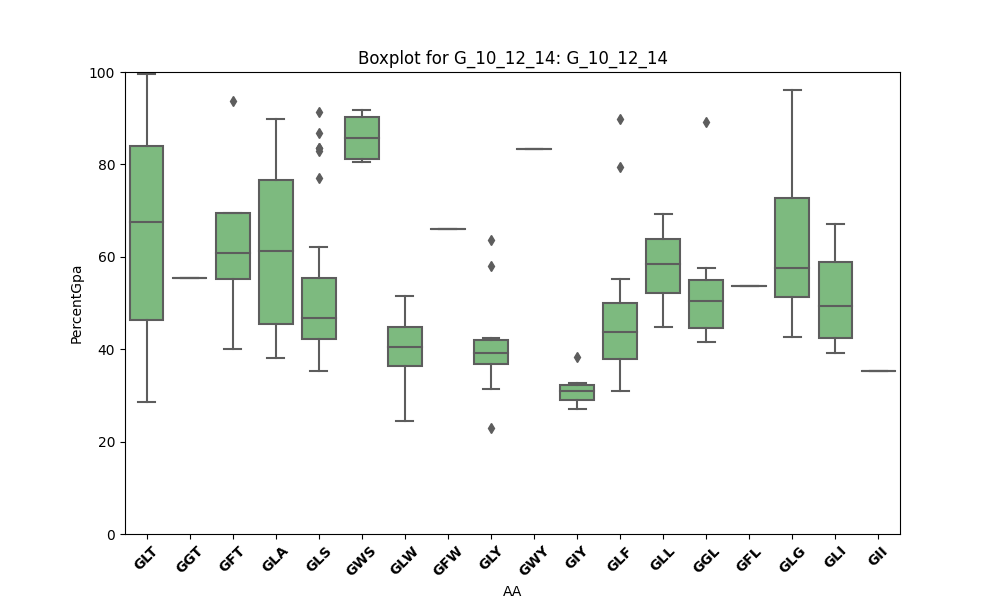 Boxplot for G_10_12_14: G_10_12_14
PercentGpa
100
80
60
40
20
0
GLT GGT GFT GLA GLS GWS GLW GFW GLY GWY GIY GLF GLL GGL GFL GLG GLI GII
AA